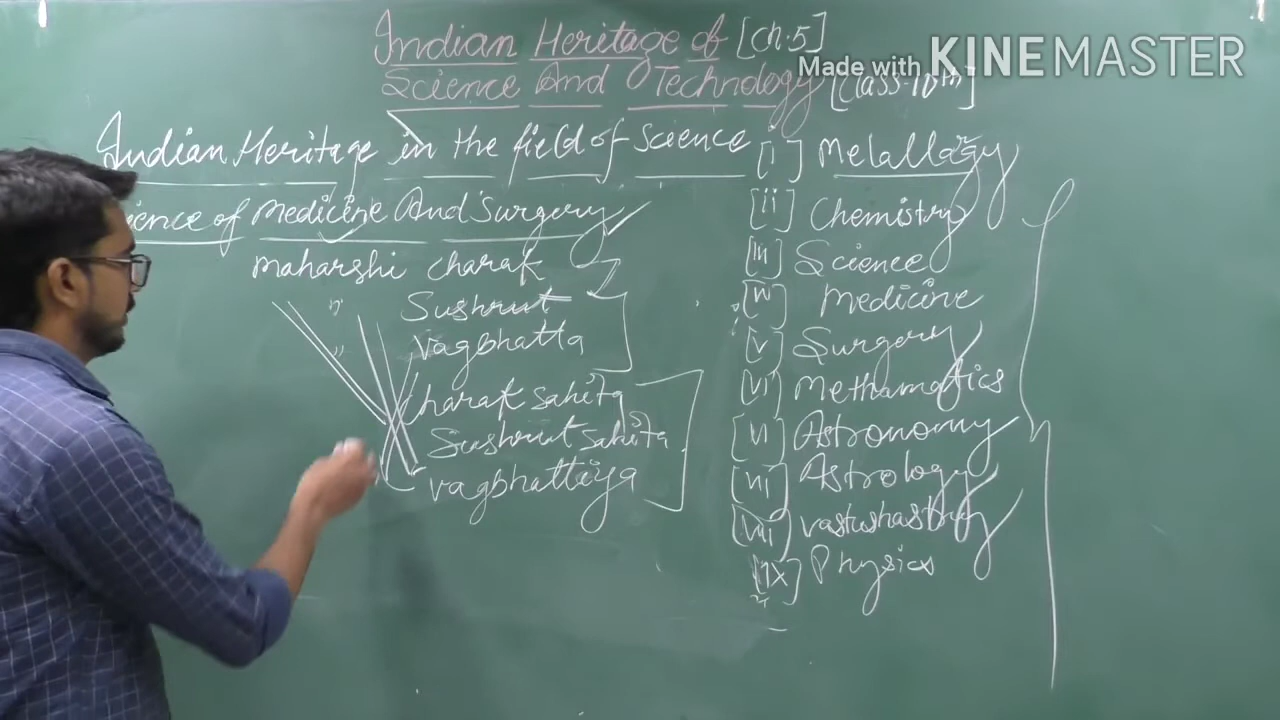 Indian Heritage of [Ch.5]
Science And Technology [Class-10th]
Made with KINEMASTER
Indian Heritage in the field of Science
ience of Medicine And Surgery
Maharshi Charak
" Sushrut
" Vagbhatta
Charak Sahita
Sushrut Sahita
Vagbhattiya
[i] Melallargy
[ii] Chemistry
[iii] Science
[iv] Medicine
[v] Surgery
[vi] Methamatics
[vi] Astronomy
[vii] Astrology
[viii] Vastushastra
[ix] Physics